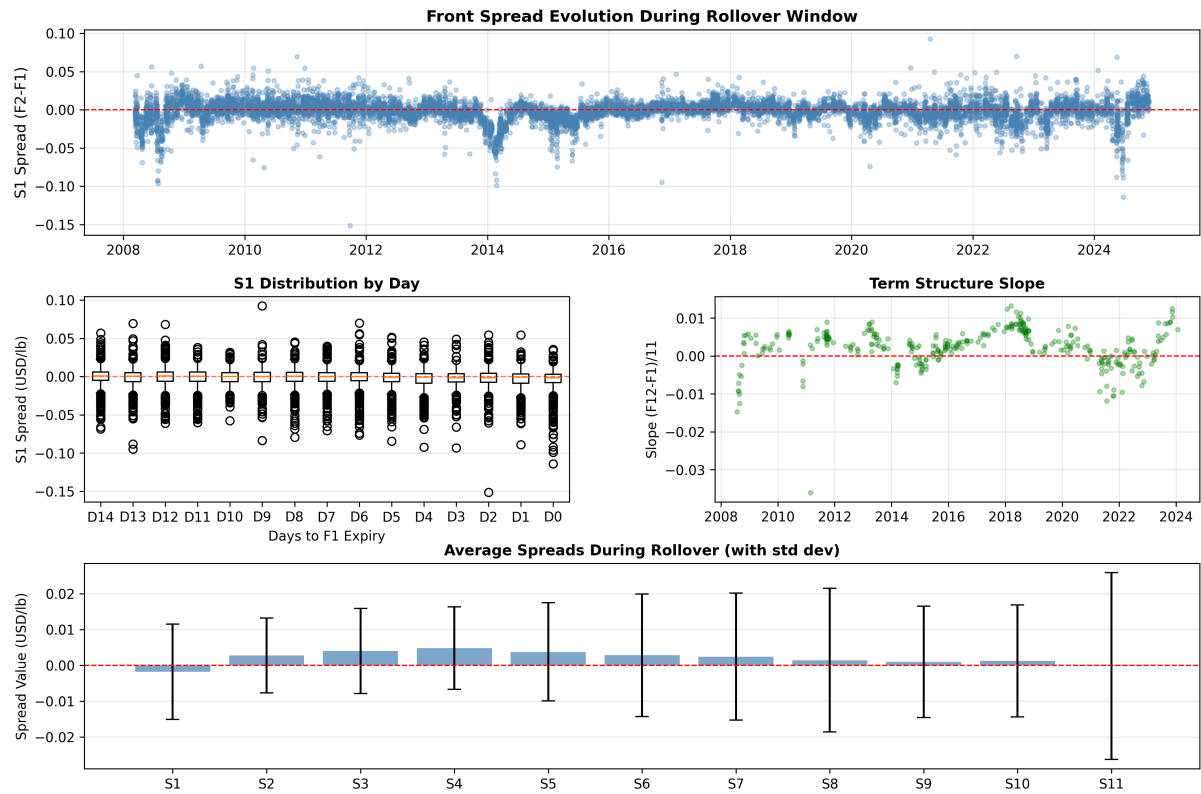 Front Spread Evolution During Rollover Window
S1 Spread (F2-F1)
0.10
0.05
0.00
−0.05
−0.10
−0.15
2008 2010 2012 2014 2016 2018 2020 2022 2024
S1 Distribution by Day
S1 Spread (USD/lb)
0.10
0.05
0.00
−0.05
−0.10
−0.15
D14 D13 D12 D11 D10 D9 D8 D7 D6 D5 D4 D3 D2 D1 D0
Days to F1 Expiry
Term Structure Slope
Slope (F12-F1)/11
0.01
0.00
−0.01
−0.02
−0.03
2008 2010 2012 2014 2016 2018 2020 2022 2024
Average Spreads During Rollover (with std dev)
Spread Value (USD/lb)
0.02
0.01
0.00
−0.01
−0.02
S1 S2 S3 S4 S5 S6 S7 S8 S9 S10 S11